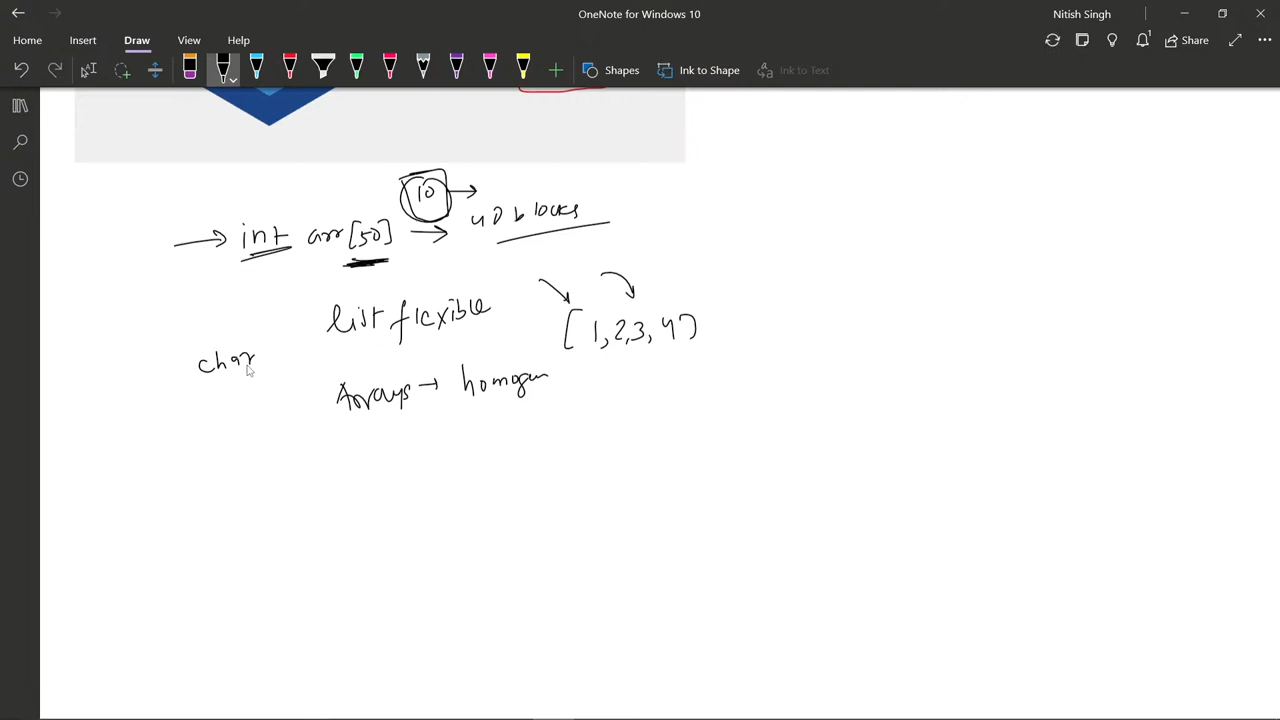 OneNote for Windows 10
Nitish Singh
Home Insert Draw View Help
Share
Shapes
Ink to Shape
Ink to Text
10
40 blocks
int arr[50]
list flexible
[1,2,3,4]
char
Arrays → homogen